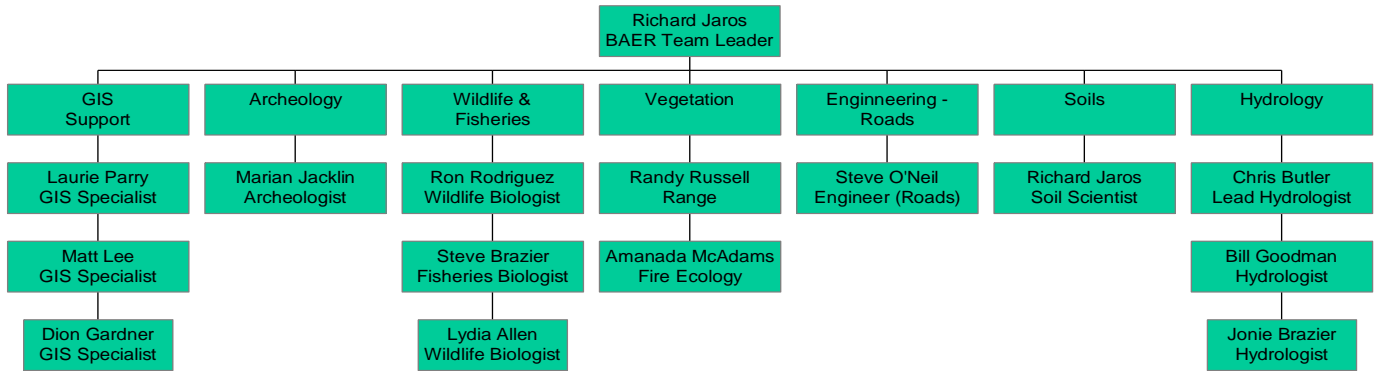 Richard Jaros
BAER Team Leader
GIS
Support
Archeology
Wildlife &
Fisheries
Vegetation
Enginneering -
Roads
Soils
Hydrology
Laurie Parry
GIS Specialist
Marian Jacklin
Archeologist
Ron Rodriguez
Wildlife Biologist
Randy Russell
Range
Steve O'Neil
Engineer (Roads)
Richard Jaros
Soil Scientist
Chris Butler
Lead Hydrologist
Matt Lee
GIS Specialist
Steve Brazier
Fisheries Biologist
Amanada McAdams
Fire Ecology
Bill Goodman
Hydrologist
Dion Gardner
GIS Specialist
Lydia Allen
Wildlife Biologist
Jonie Brazier
Hydrologist